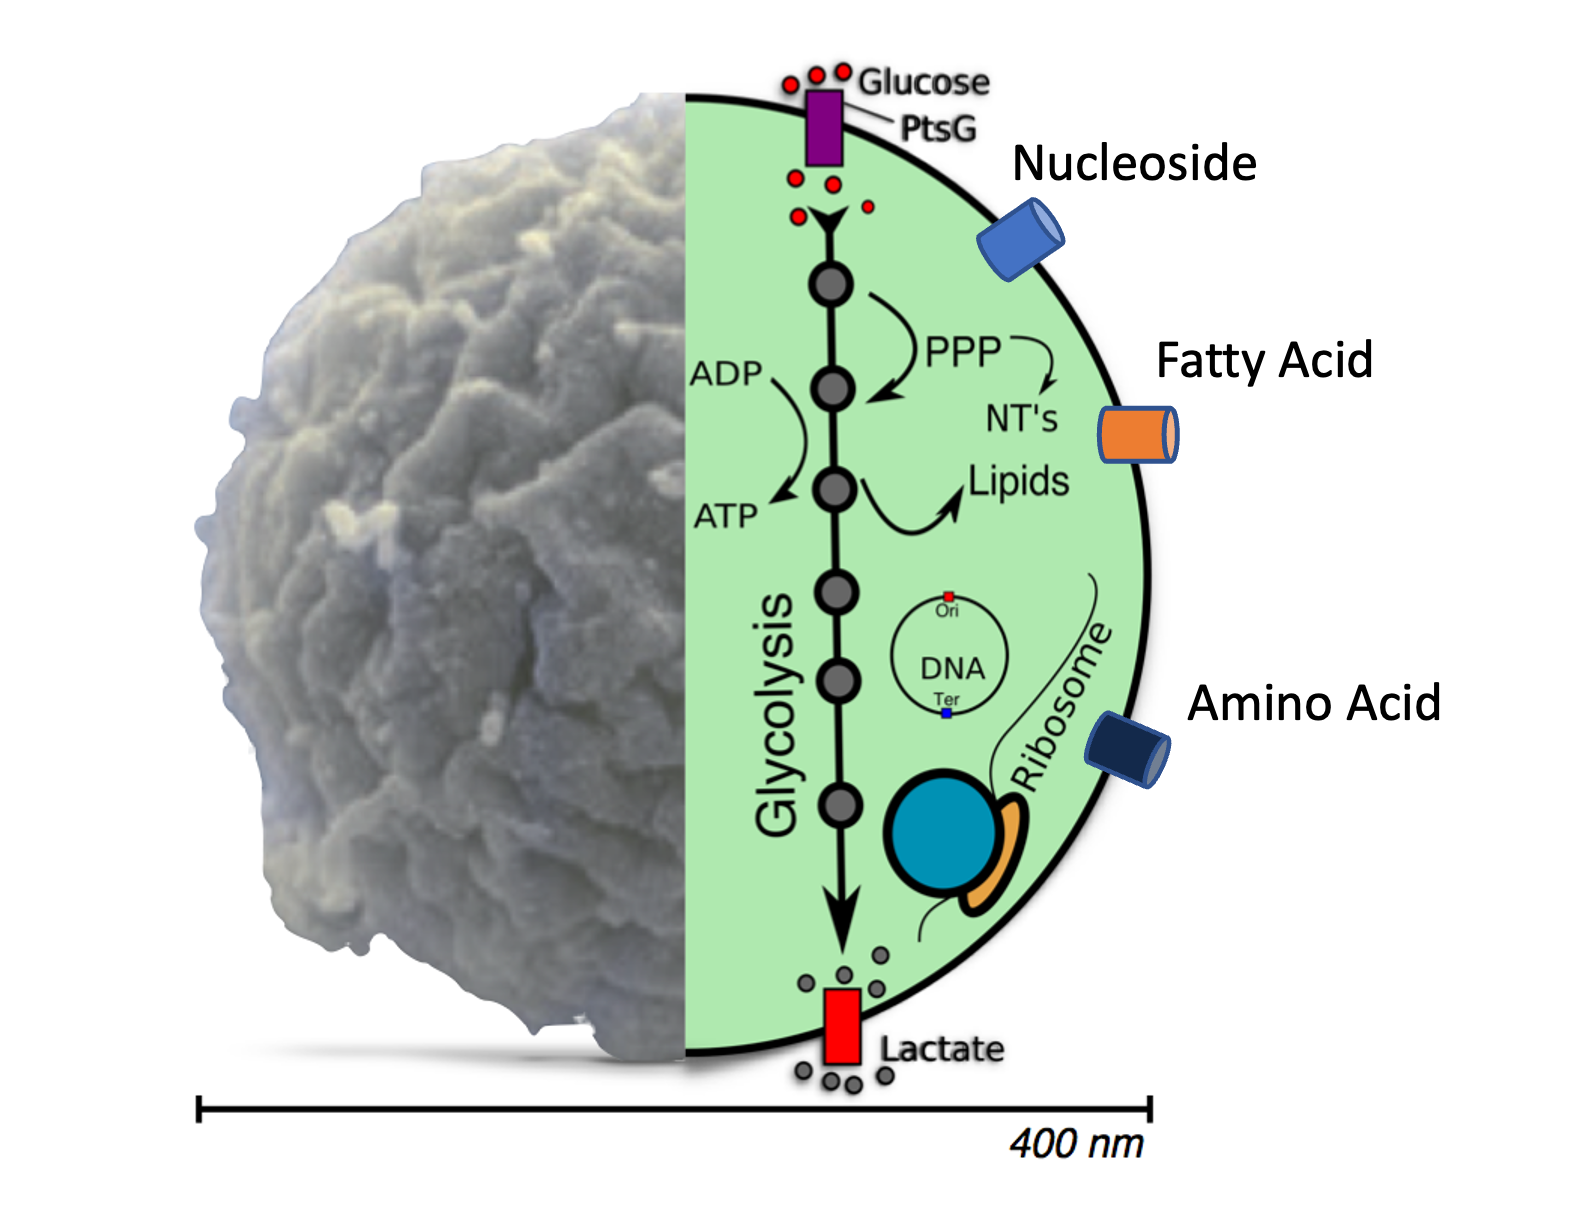 Glucose
PtsG
Nucleoside
PPP
Fatty Acid
ADP
NT's
Lipids
ATP
Glycolysis
Ori
DNA
Ter
Ribosome
Amino Acid
Lactate
400 nm